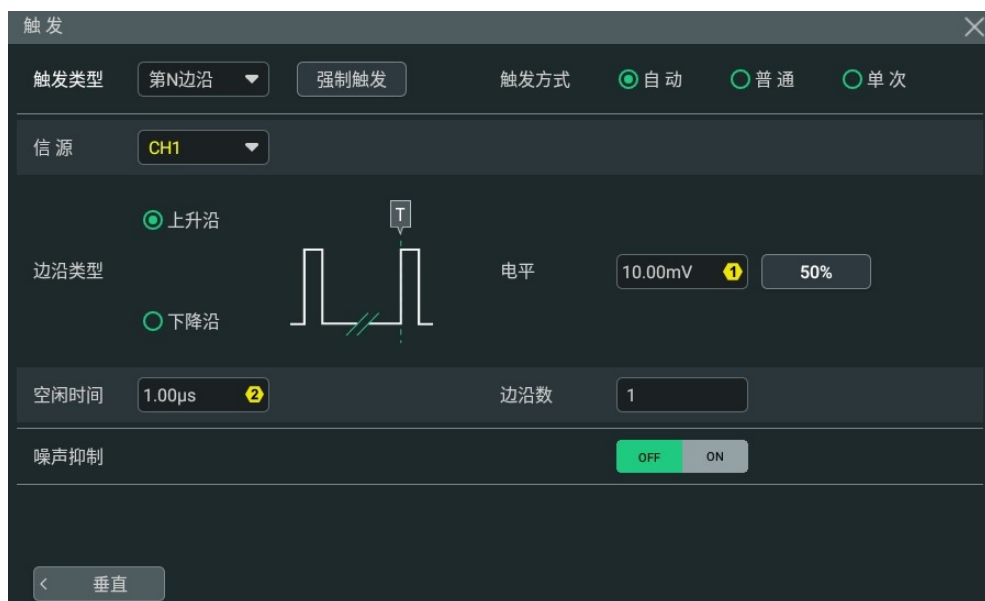 触发
触发类型 第N边沿 强制触发 触发方式 自动 普通 单次
信源 CH1
上升沿
T
边沿类型 电平 10.00mV 1 50%
下降沿
空闲时间 1.00μs 2 边沿数 1
噪声抑制 OFF ON
< 垂直